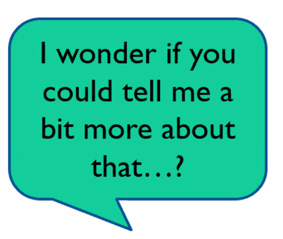 I wonder if you
could tell me a
bit more about
that…?